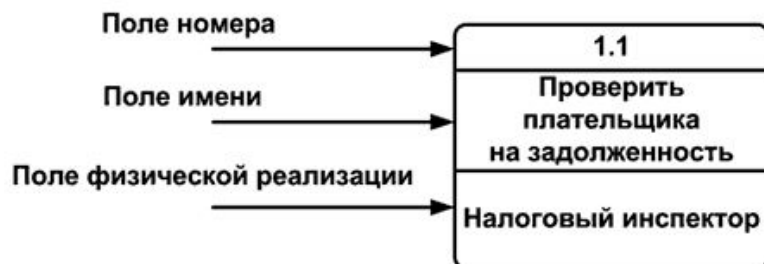 Поле номера
1.1
Поле имени
Проверить
плательщика
на задолженность
Поле физической реализации
Налоговый инспектор